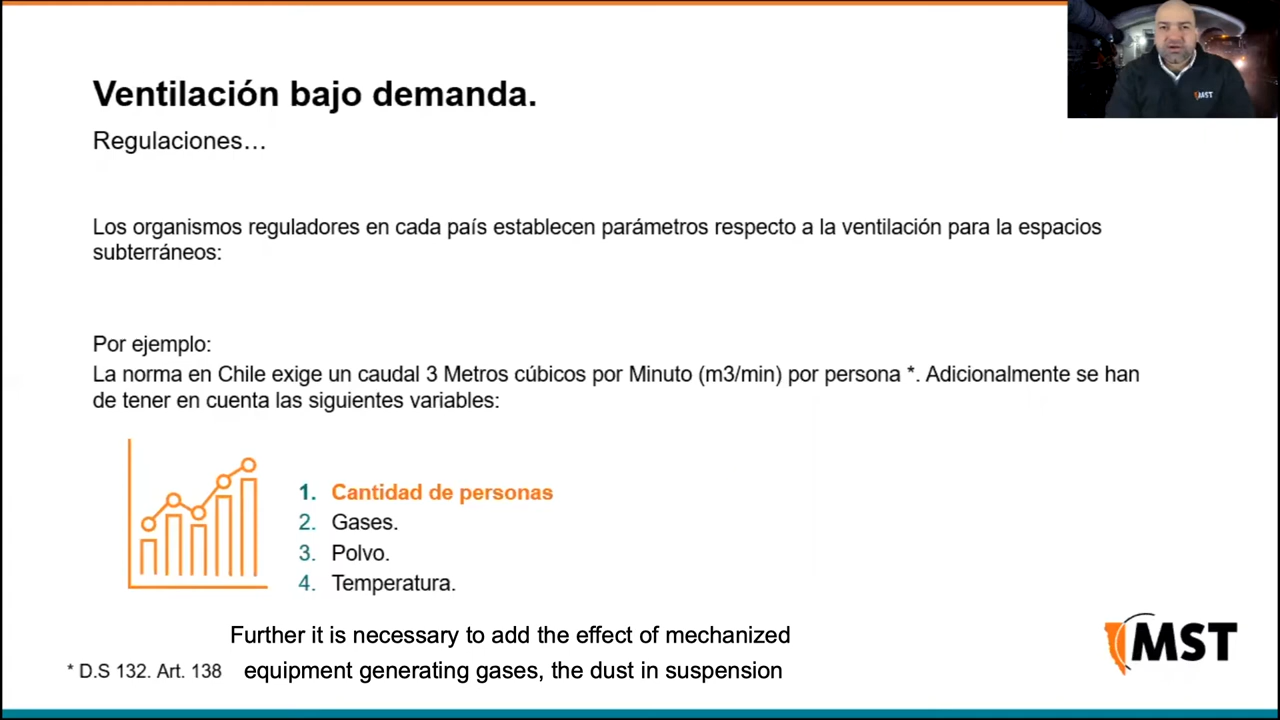 Ventilación bajo demanda.
Regulaciones…
Los organismos reguladores en cada país establecen parámetros respecto a la ventilación para la espacios
subterráneos:
Por ejemplo:
La norma en Chile exige un caudal 3 Metros cúbicos por Minuto (m3/min) por persona *. Adicionalmente se han
de tener en cuenta las siguientes variables:
1. Cantidad de personas
2. Gases.
3. Polvo.
4. Temperatura.
Further it is necessary to add the effect of mechanized
equipment generating gases, the dust in suspension
* D.S 132. Art. 138
MST
MST